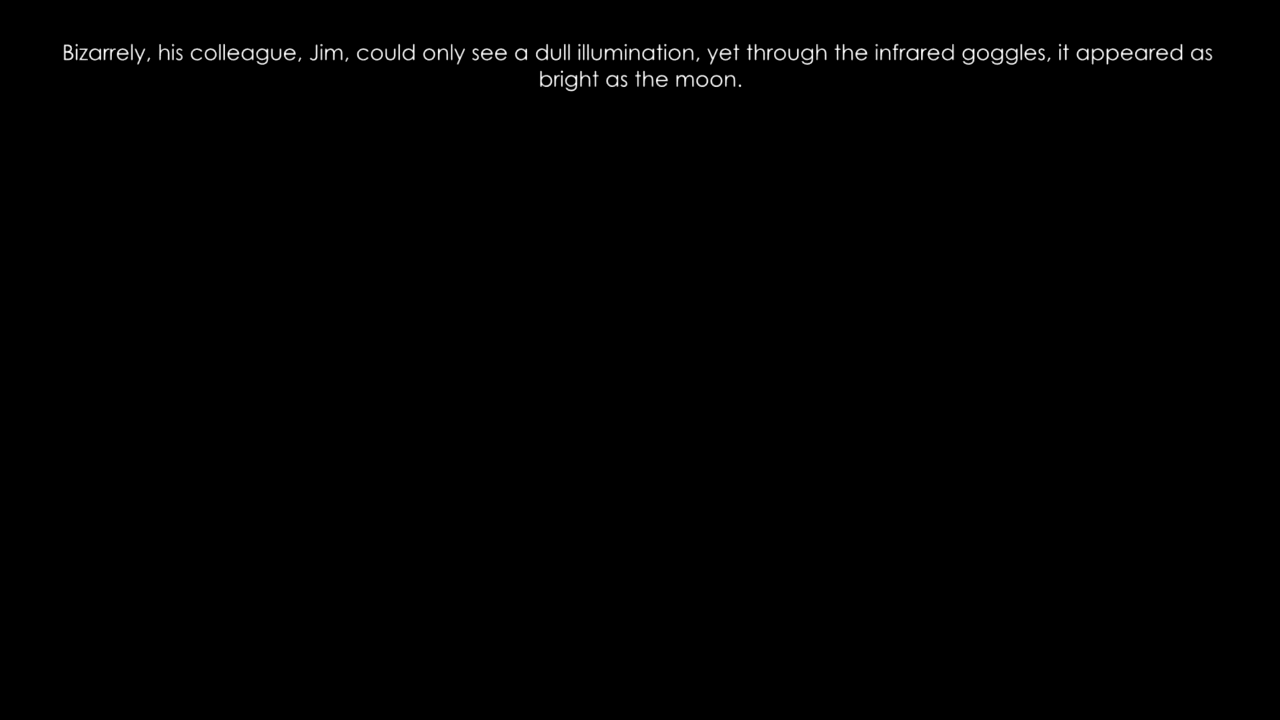 Bizarrely, his colleague, Jim, could only see a dull illumination, yet through the infrared goggles, it appeared as
bright as the moon.